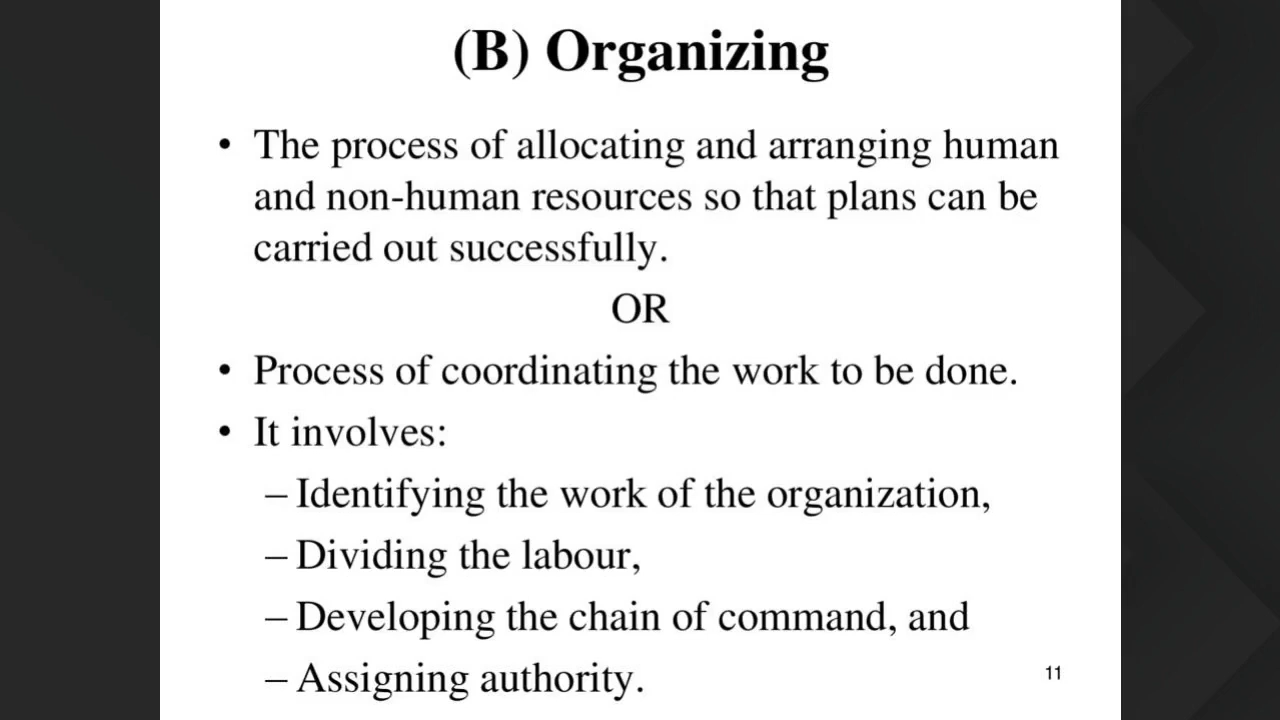 (B) Organizing
• The process of allocating and arranging human
and non-human resources so that plans can be
carried out successfully.
OR
• Process of coordinating the work to be done.
• It involves:
– Identifying the work of the organization,
– Dividing the labour,
– Developing the chain of command, and
– Assigning authority.
11